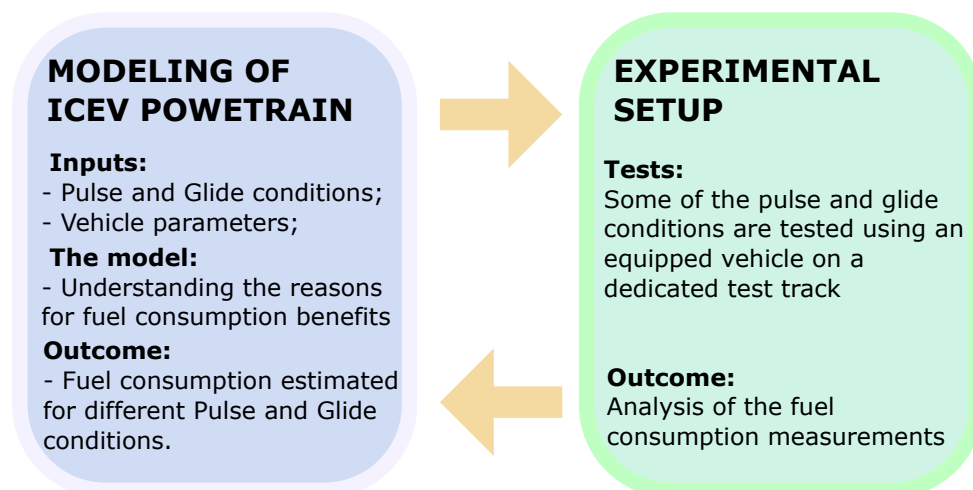 MODELING OF
ICEV POWETRAIN
Inputs:
- Pulse and Glide conditions;
- Vehicle parameters;
The model:
- Understanding the reasons
for fuel consumption benefits
Outcome:
- Fuel consumption estimated
for different Pulse and Glide
conditions.
EXPERIMENTAL
SETUP
Tests:
Some of the pulse and glide
conditions are tested using an
equipped vehicle on a
dedicated test track
Outcome:
Analysis of the fuel
consumption measurements